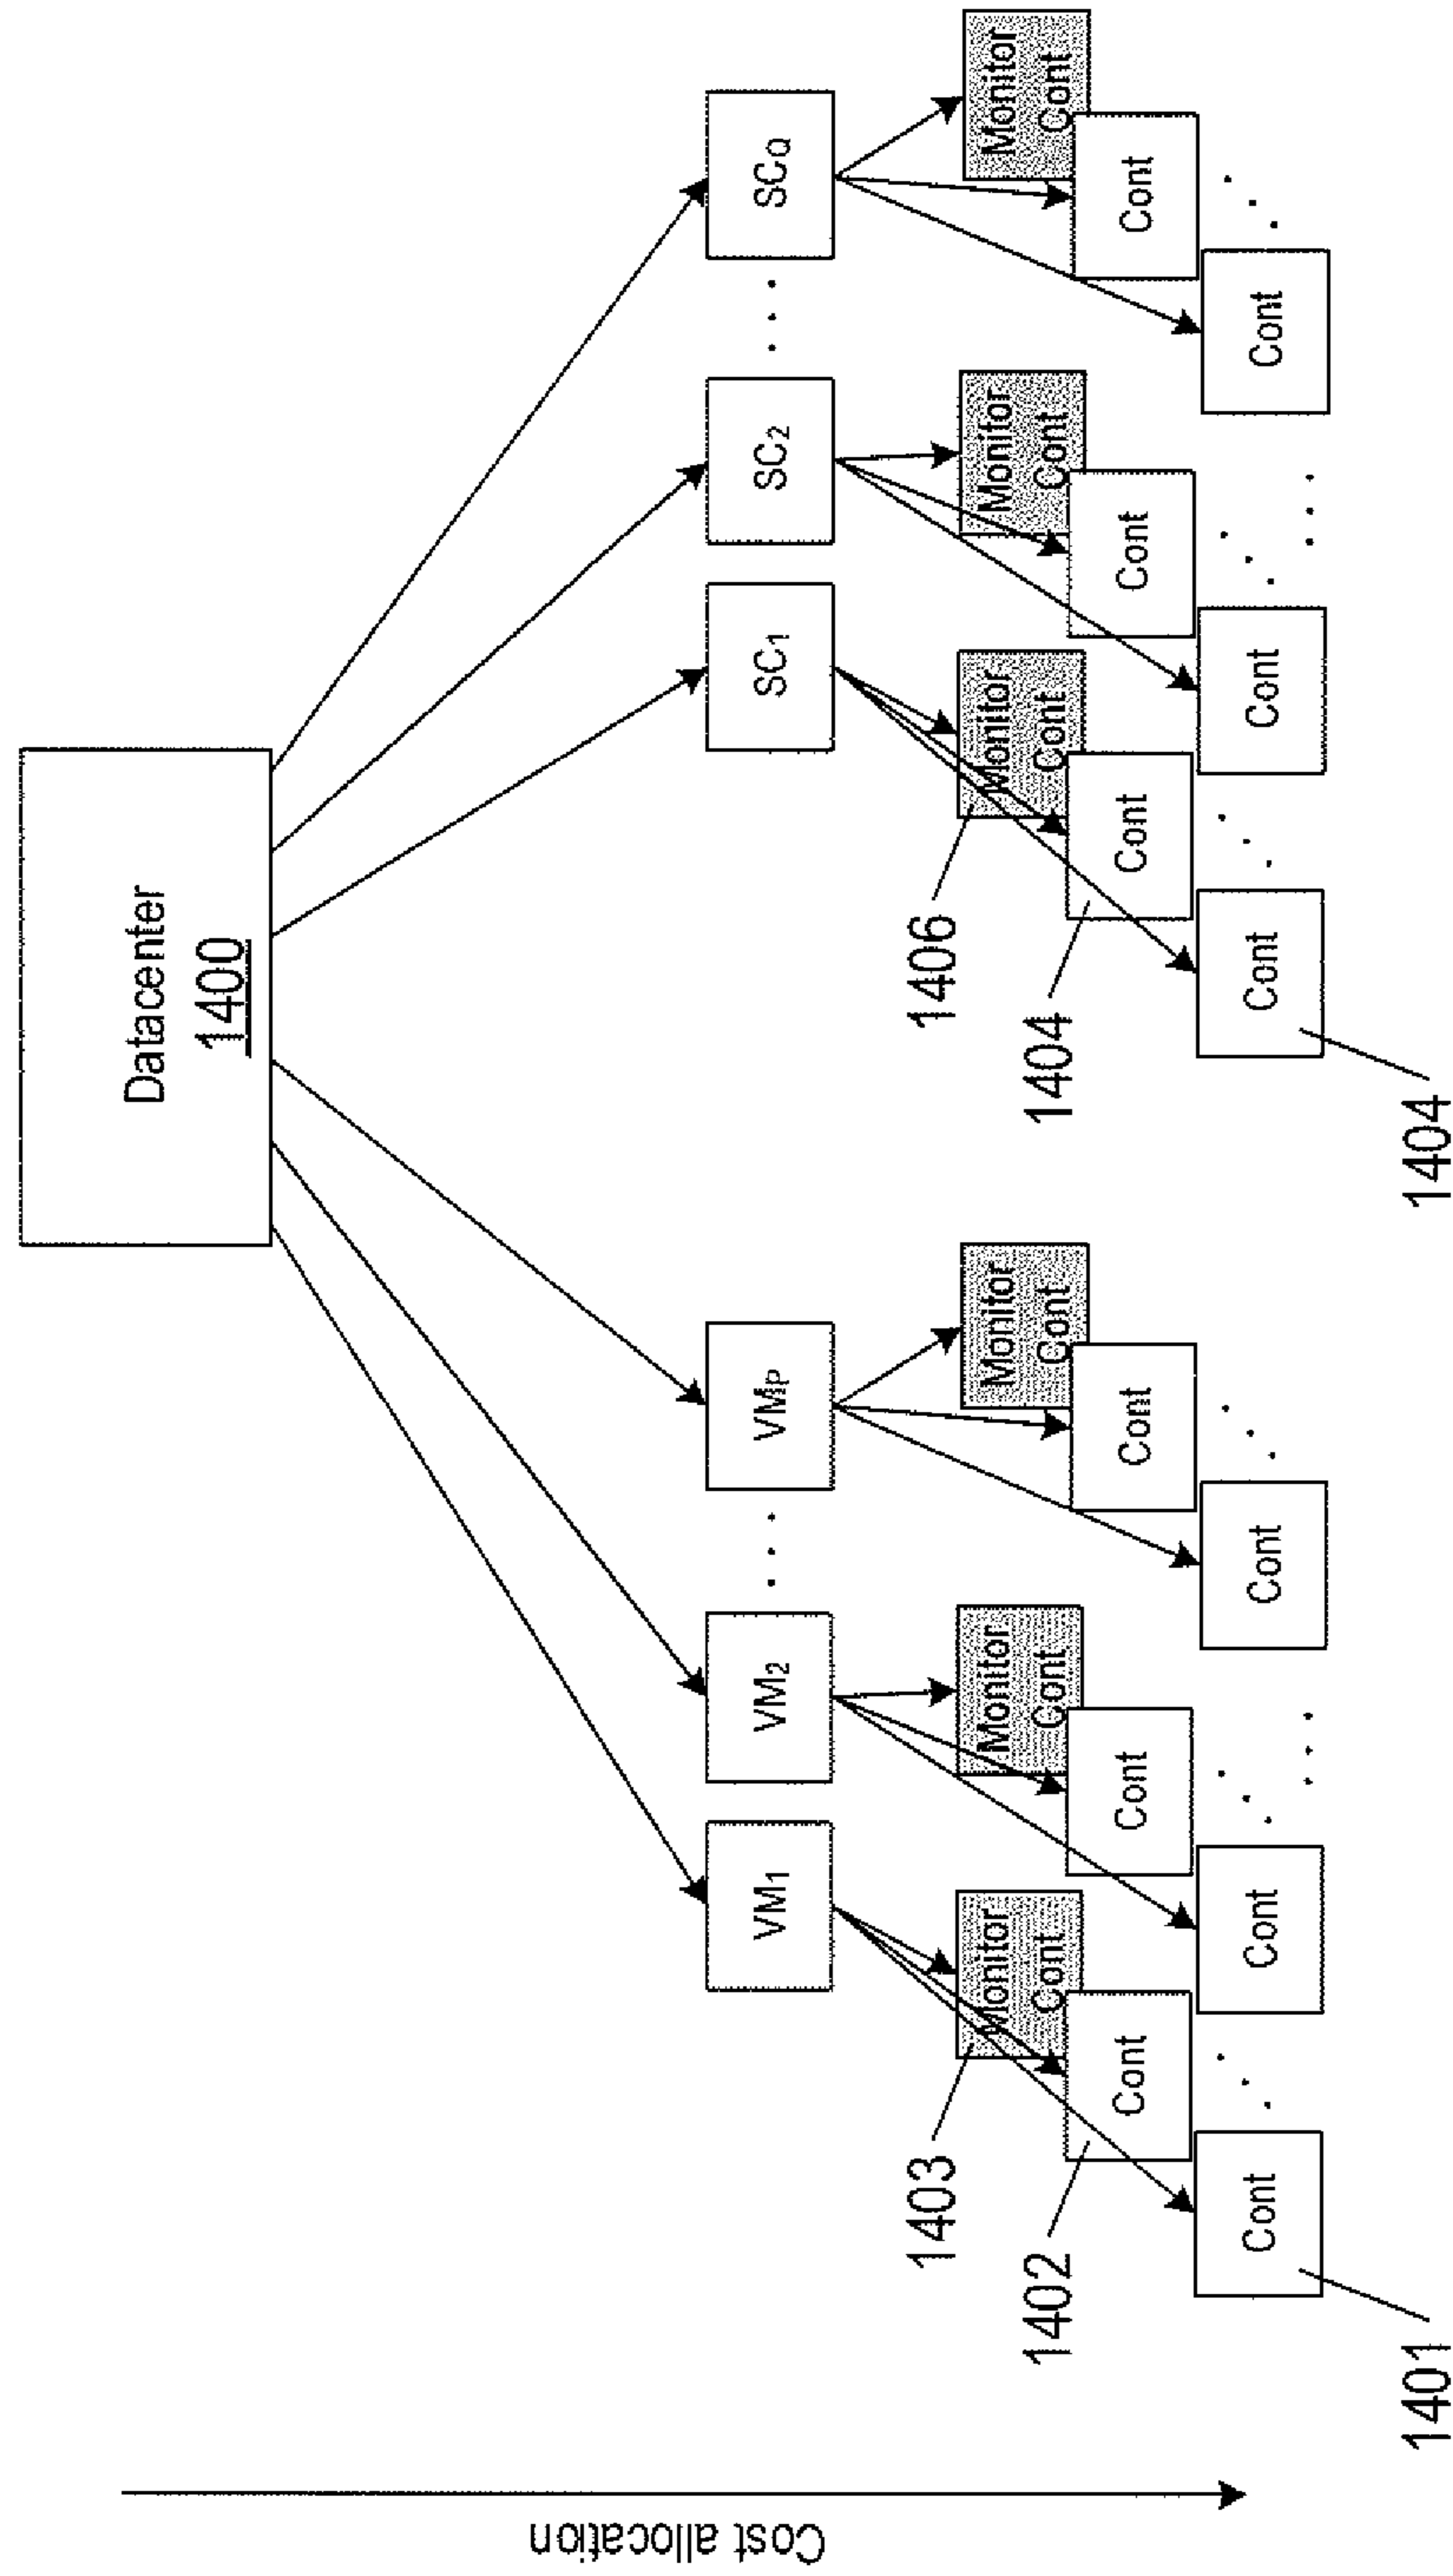 Datacenter
1400
VM1
VM2
. . .
VMP
SC1
SC2
. . .
SCQ
Monitor
Cont
Monitor
Cont
Monitor
Cont
Monitor
Cont
Monitor
Cont
Monitor
Cont
1403
1406
Cont
Cont
Cont
Cont
Cont
Cont
1402
1404
Cont
Cont
Cont
Cont
Cont
Cont
1401
1404
Cost allocation